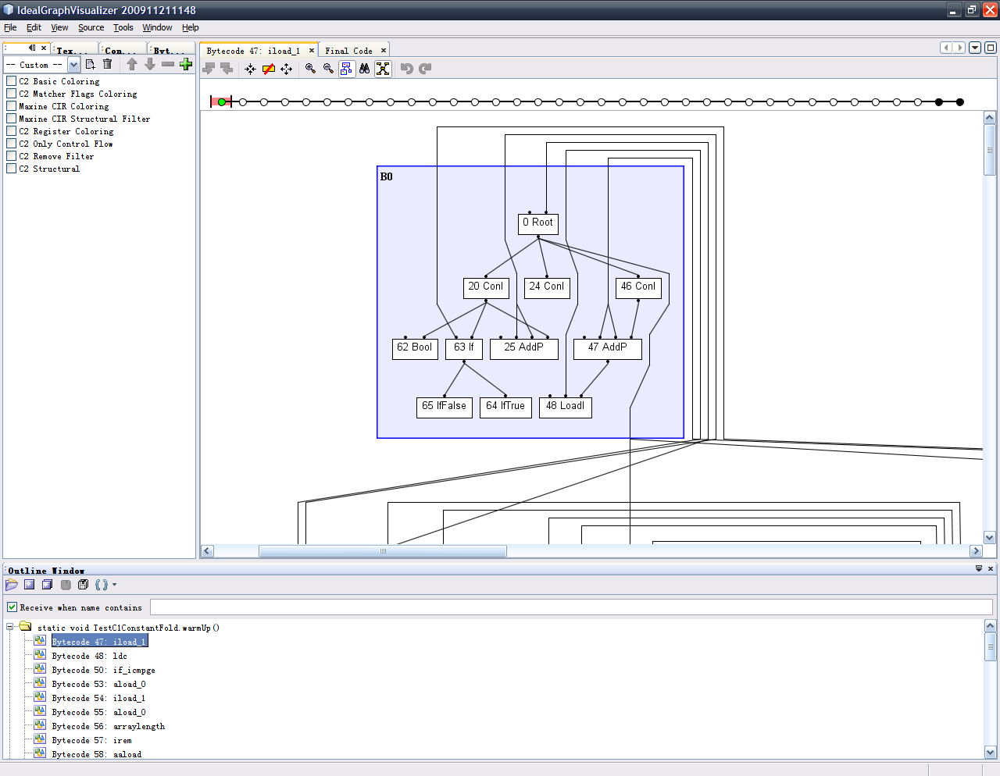 IdealGraphVisualizer 200911211148
File Edit View Source Tools Window Help
Tex... Con... Byt...
Bytecode 47: iload_1 Final Code
-- Custom --
C2 Basic Coloring
C2 Matcher Flags Coloring
Maxine CIR Coloring
Maxine CIR Structural Filter
C2 Register Coloring
C2 Only Control Flow
C2 Remove Filter
C2 Structural
B0
0 Root
20 ConI 24 ConI 46 ConI
62 Bool 63 If 25 AddP 47 AddP
65 IfFalse 64 IfTrue 48 LoadI
Outline Window
Receive when name contains
static void TestC1ConstantFold.warmUp()
Bytecode 47: iload_1
Bytecode 48: ldc
Bytecode 50: if_icmpge
Bytecode 53: aload_0
Bytecode 54: iload_1
Bytecode 55: aload_0
Bytecode 56: arraylength
Bytecode 57: irem
Bytecode 58: aaload